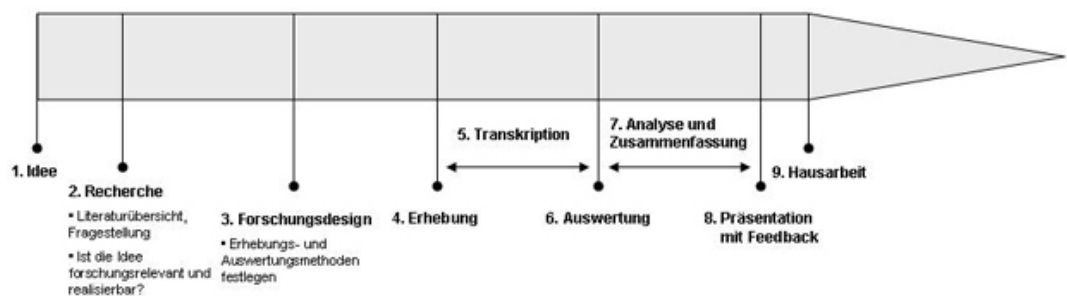 1. Idee
2. Recherche
▪ Literaturübersicht,
Fragestellung
▪ Ist die Idee
forschungsrelevant und
realisierbar?
3. Forschungsdesign
▪ Erhebungs- und
Auswertungsmethoden
festlegen
4. Erhebung
5. Transkription
6. Auswertung
7. Analyse und
Zusammenfassung
8. Präsentation
mit Feedback
9. Hausarbeit